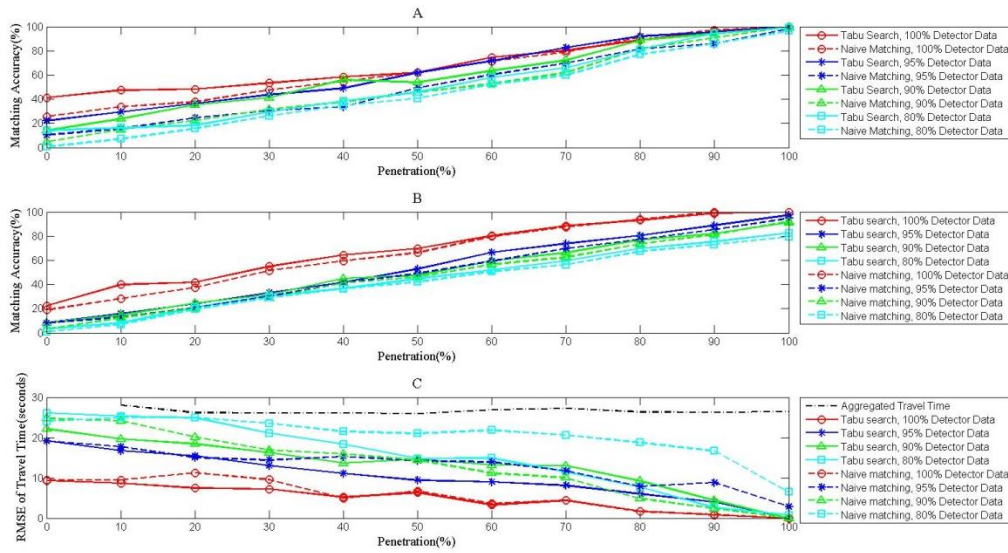 A
Matching Accuracy(%)
100
80
60
40
20
0
0 10 20 30 40 50 60 70 80 90 100
Penetration(%)
Tabu Search, 100% Detector Data
Naive Matching, 100% Detector Data
Tabu Search, 95% Detector Data
Naive Matching, 95% Detector Data
Tabu Search, 90% Detector Data
Naive Matching, 90% Detector Data
Tabu Search, 80% Detector Data
Naive Matching, 80% Detector Data
B
Matching Accuracy(%)
100
80
60
40
20
0
0 10 20 30 40 50 60 70 80 90 100
Penetration(%)
Tabu search, 100% Detector Data
Tabu search, 95% Detector Data
Tabu search, 90% Detector Data
Tabu search, 80% Detector Data
Naive matching, 100% Detector Data
Naive matching, 95% Detector Data
Naive matching, 90% Detector Data
Naive matching, 80% Detector Data
C
RMSE of Travel Time(seconds)
30
20
10
0
0 10 20 30 40 50 60 70 80 90 100
Penetration(%)
Aggregated Travel Time
Tabu search, 100% Detector Data
Tabu search, 95% Detector Data
Tabu search, 90% Detector Data
Tabu search, 80% Detector Data
Naive matching, 100% Detector Data
Naive matching, 95% Detector Data
Naive matching, 90% Detector Data
Naive matching, 80% Detector Data